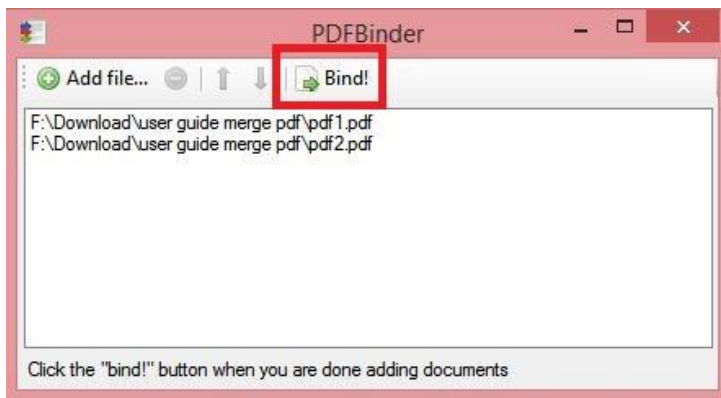 PDFBinder
Add file... Bind!
F:\Download\user guide merge pdf\pdf1.pdf
F:\Download\user guide merge pdf\pdf2.pdf
Click the "bind!" button when you are done adding documents